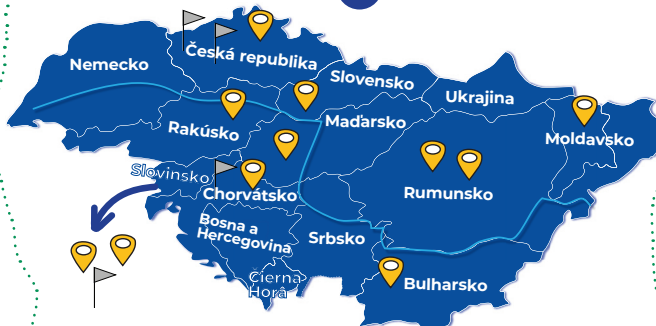 Česká republika
Nemecko
Slovensko
Ukrajina
Maďarsko
Rakúsko
Moldavsko
Slovinsko
Chorvátsko
Rumunsko
Bosna a
Hercegovina
Srbsko
Čierna
Hora
Bulharsko